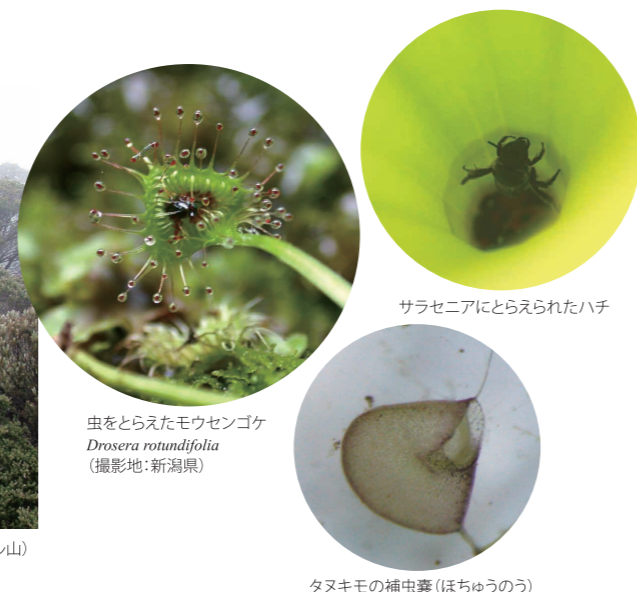 サラセニアにとらえられたハチ
虫をとらえたモウセンゴケ
Drosera rotundifolia
（撮影地：新潟県）
山）
タヌキモの補虫嚢（ほちゅうのう）